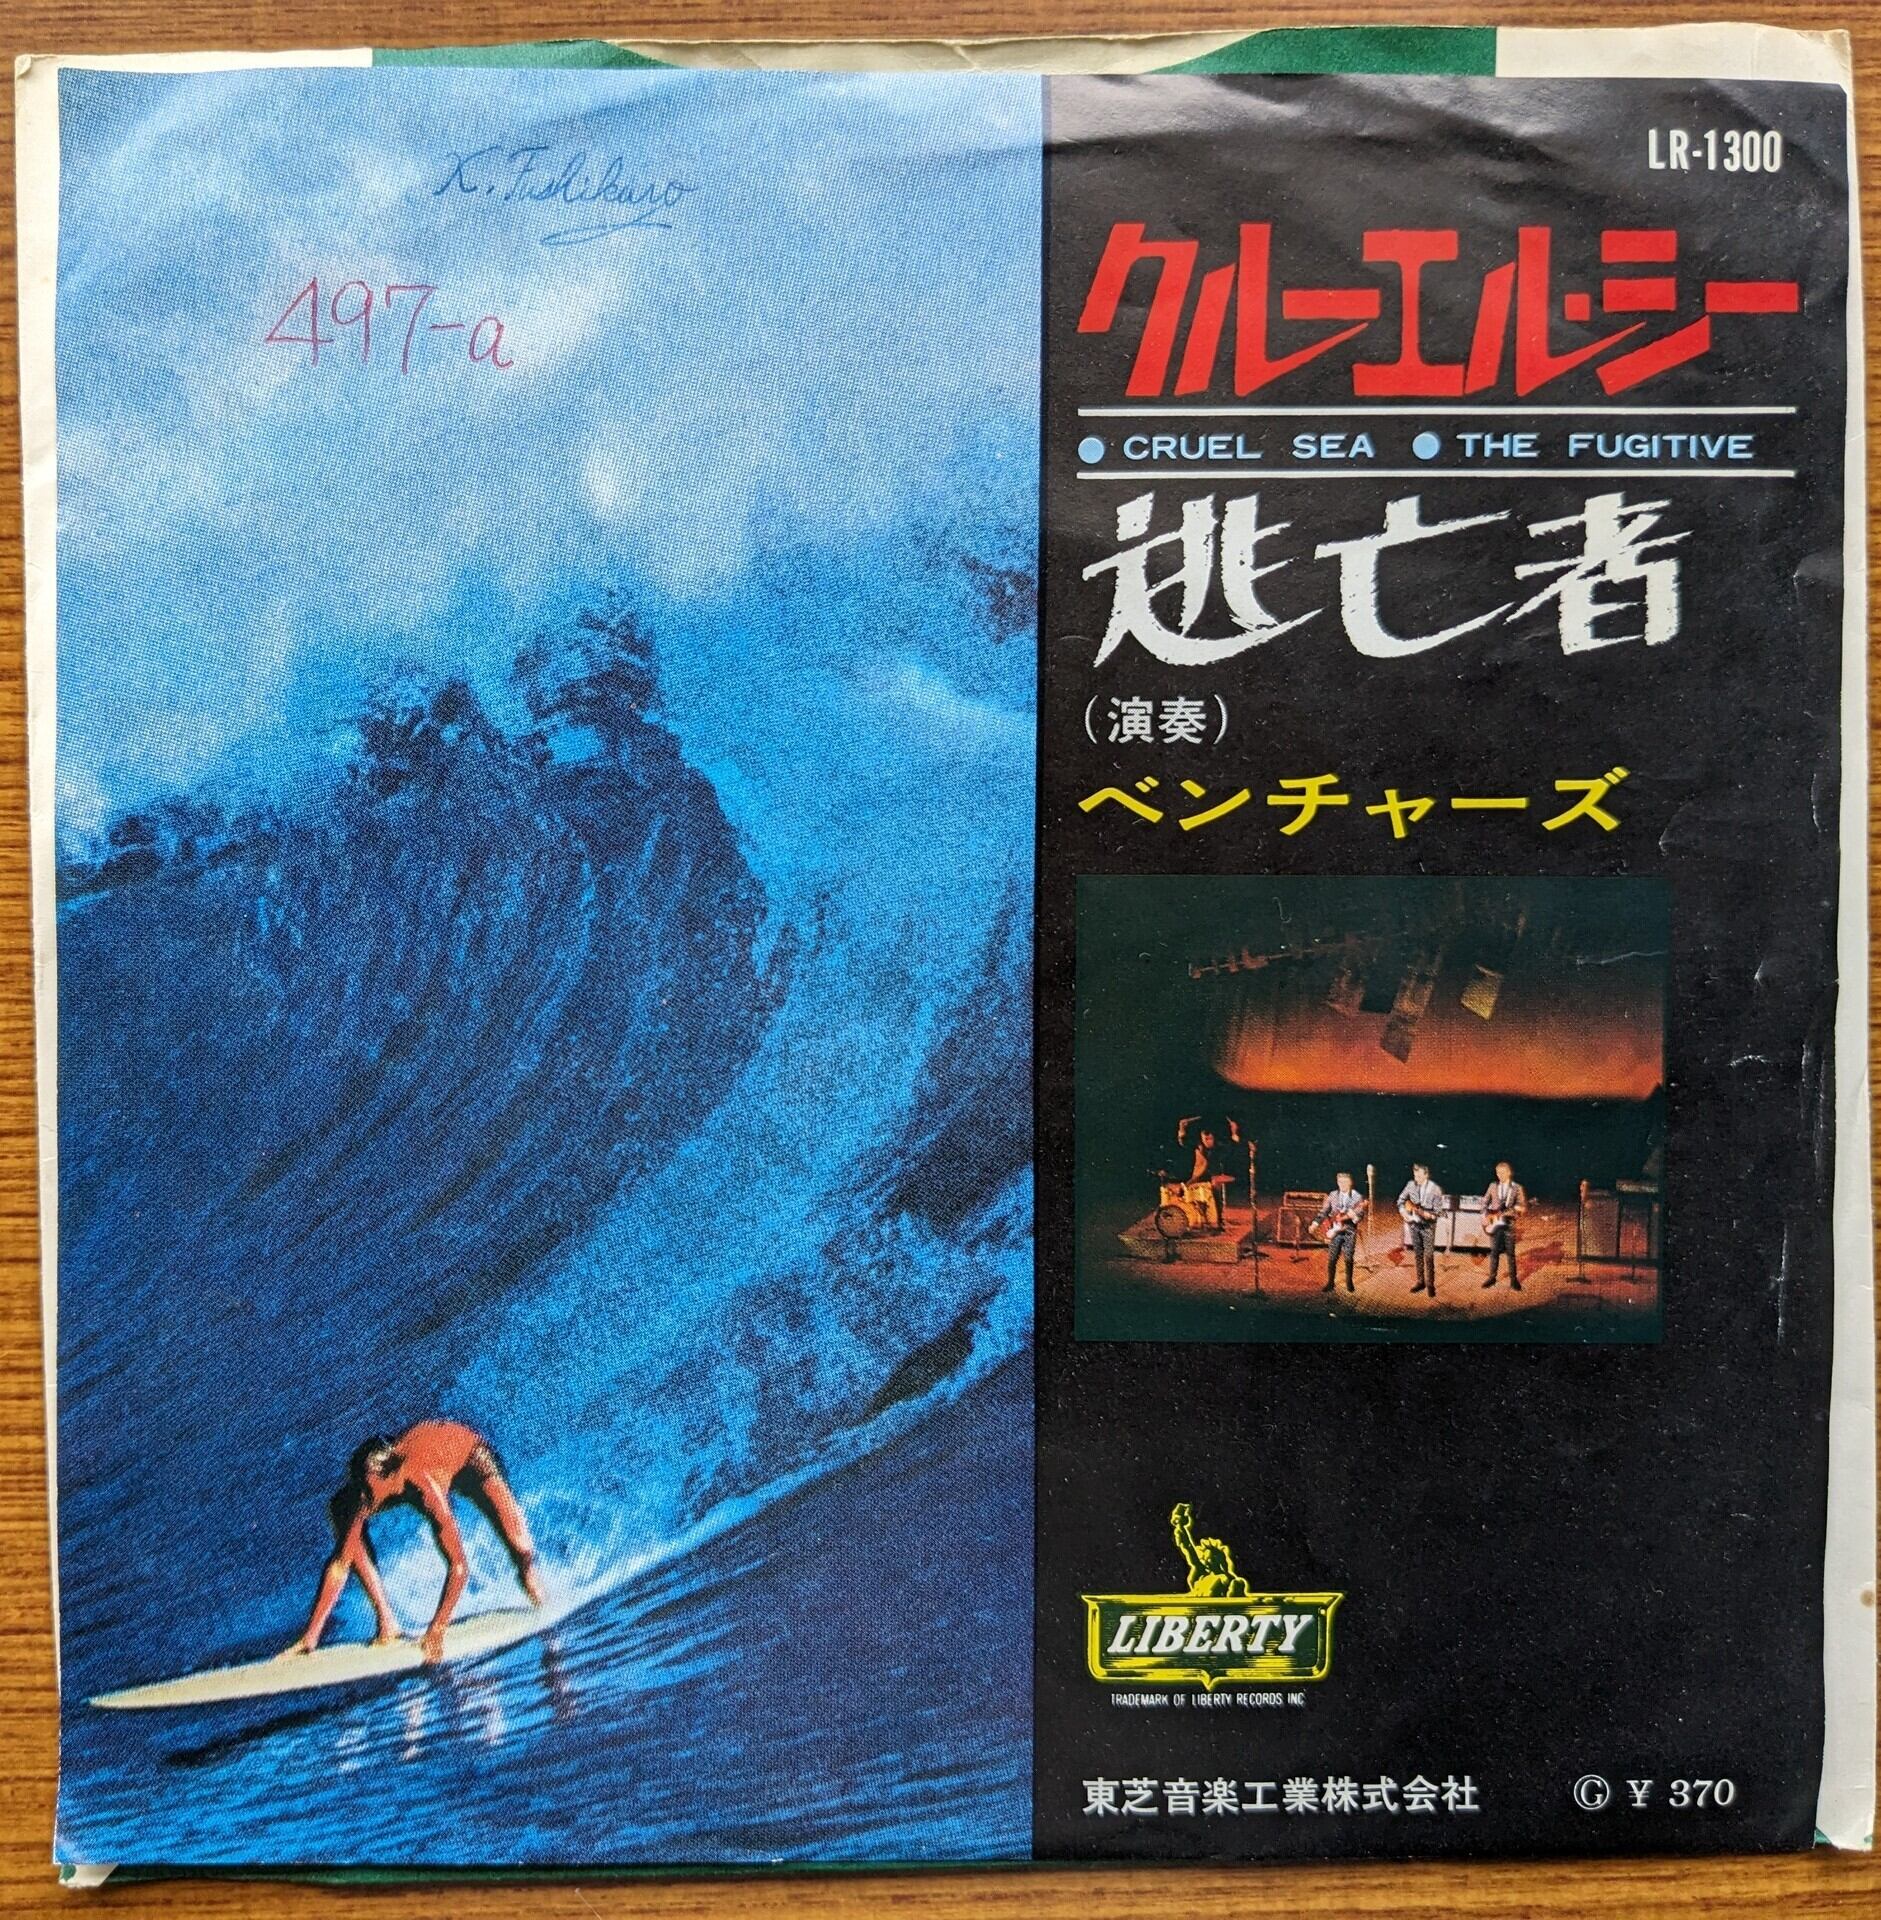 K. Fushikuro
497-a
LR-1300
クルーエル・シー
● CRUEL SEA ● THE FUGITIVE
逃亡者
(演奏)
ベンチャーズ
LIBERTY
TRADEMARK OF LIBERTY RECORDS INC
東芝音楽工業株式会社 Ⓖ ¥ 370